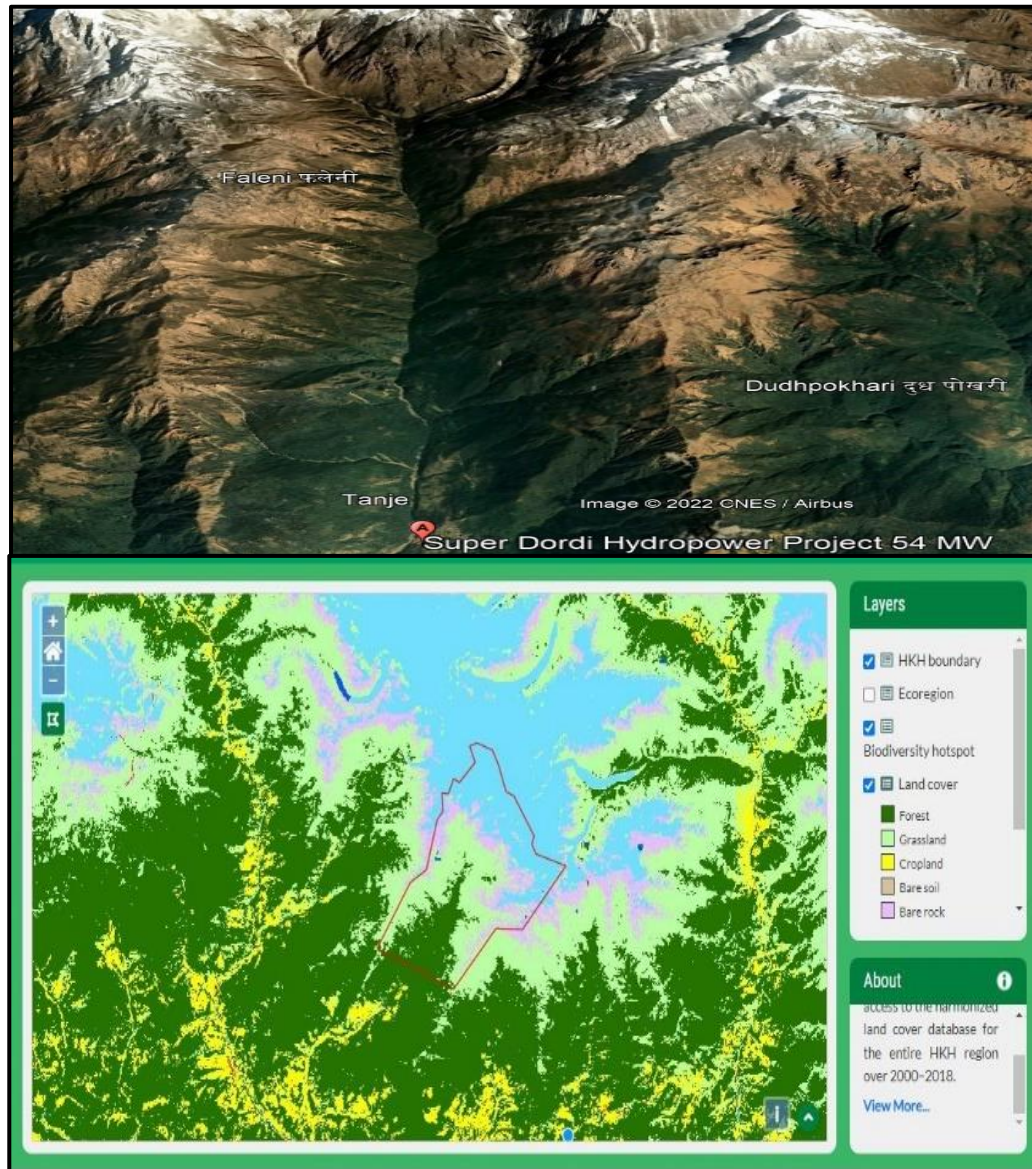 Faleni फलेनी
Dudhpokhari दुध पोखरी
Tanje
Image © 2022 CNES / Airbus
A
Super Dordi Hydropower Project 54 MW
+
−
Layers
HKH boundary
Ecoregion
Biodiversity hotspot
Land cover
Forest
Grassland
Cropland
Bare soil
Bare rock
About
i
access to the harmonized
land cover database for
the entire HKH region
over 2000–2018.
View More...
i